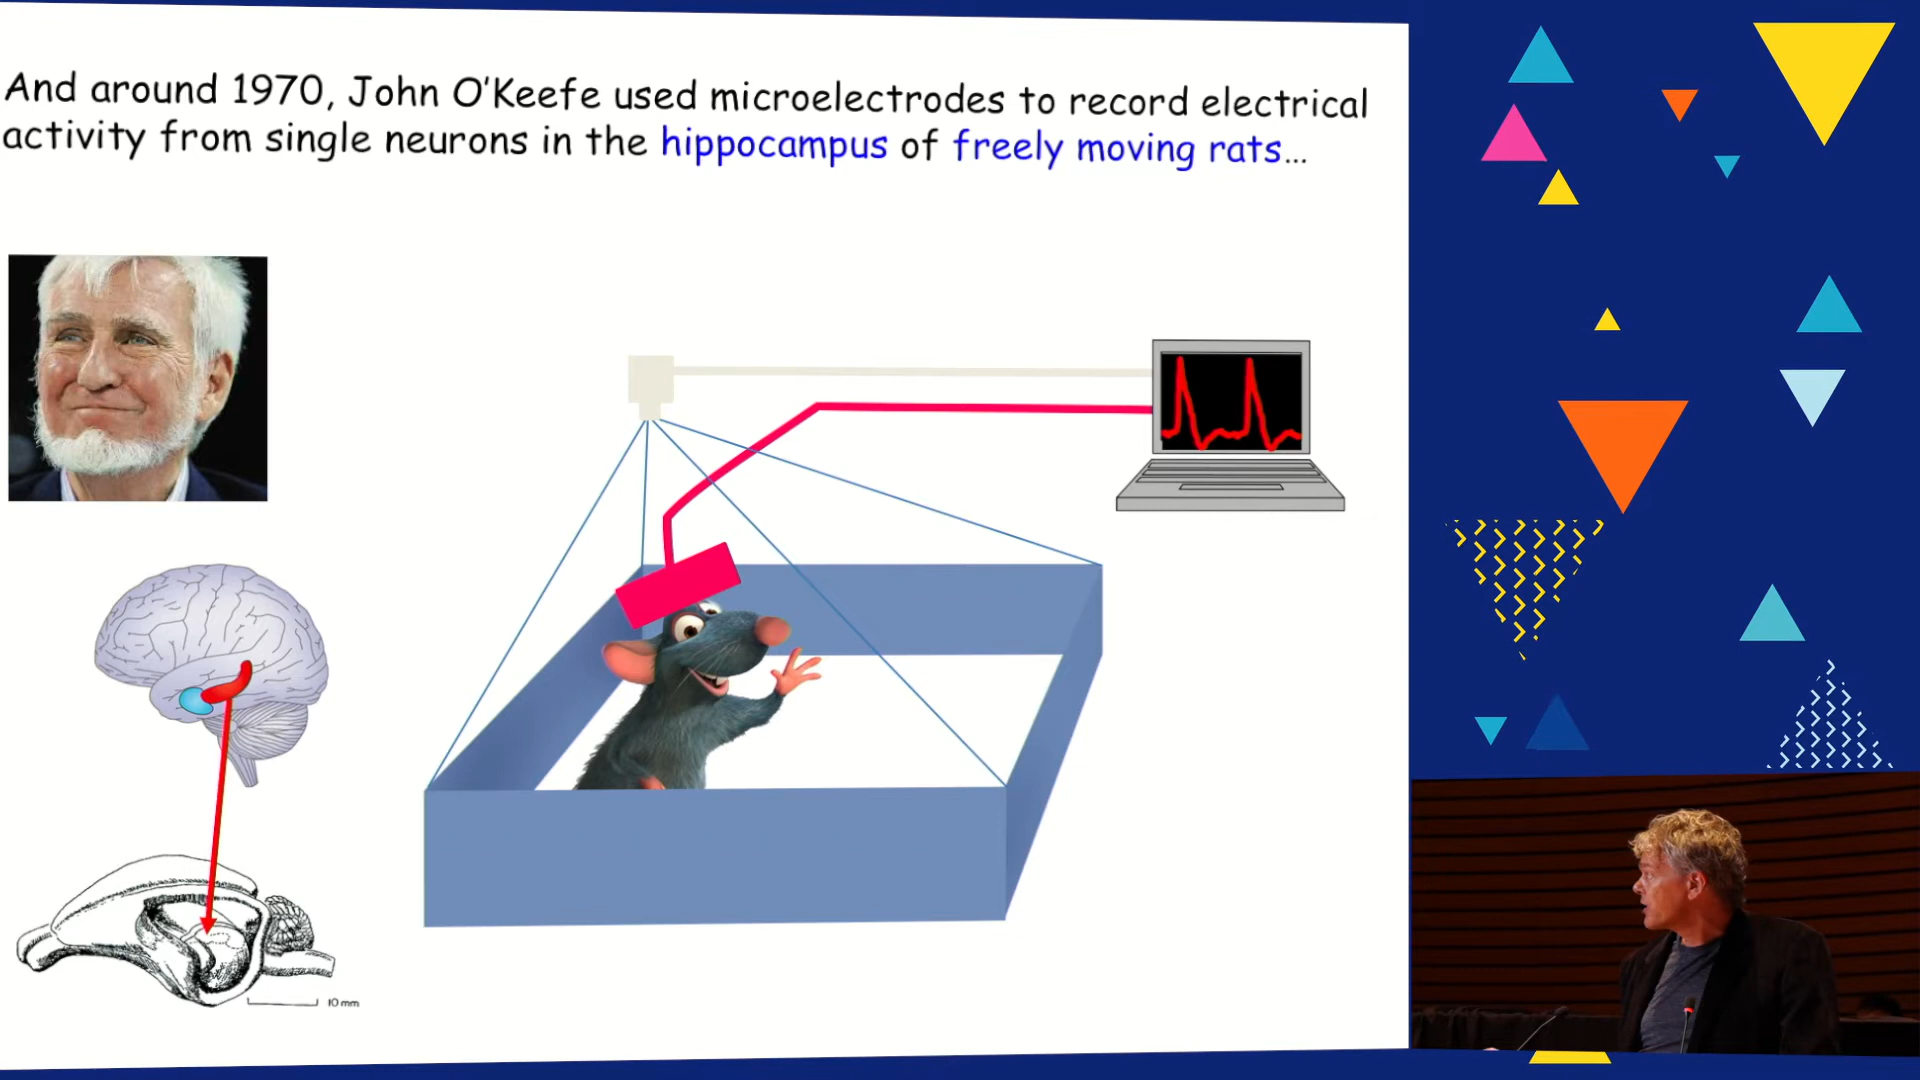 And around 1970, John O'Keefe used microelectrodes to record electrical
activity from single neurons in the hippocampus of freely moving rats...
10 mm